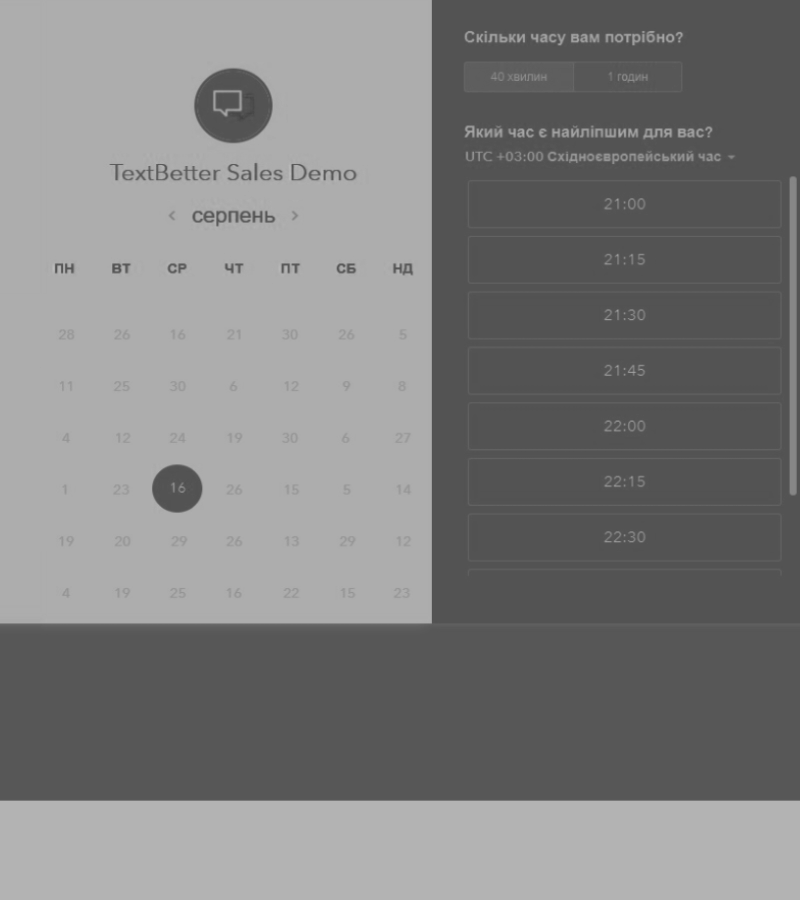 TextBetter Sales Demo
< серпень >
ПН ВТ СР ЧТ ПТ СБ НД
28 26 16 21 30 26 5
11 25 30 6 12 9 8
4 12 24 19 30 6 27
1 23 16 26 15 5 14
19 20 29 26 13 29 12
4 19 25 16 22 15 23
Скільки часу вам потрібно?
40 хвилин 1 годин
Який час є найліпшим для вас?
UTC +03:00 Східноєвропейський час
21:00
21:15
21:30
21:45
22:00
22:15
22:30